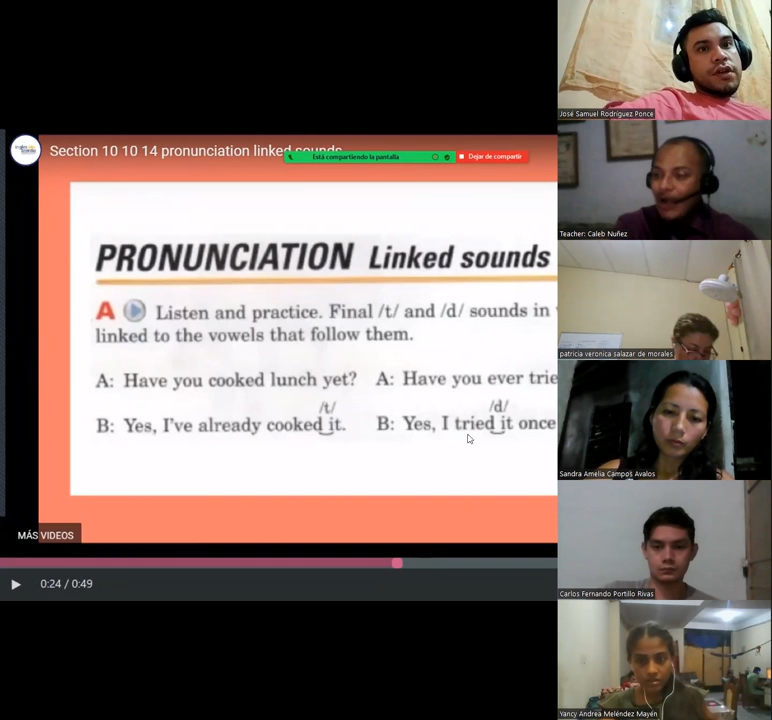 Section 10 10 14 pronunciation linked sounds
Está compartiendo la pantalla
Dejar de compartir
PRONUNCIATION Linked sounds
A Listen and practice. Final /t/ and /d/ sounds in
linked to the vowels that follow them.
A: Have you cooked lunch yet?
/t/
B: Yes, I've already cooked it.
A: Have you ever trie
/d/
B: Yes, I tried it once
MÁS VIDEOS
0:24 / 0:49
José Samuel Rodríguez Ponce
Teacher: Caleb Nuñez
patricia veronica salazar de morales
Sandra Amelia Campos Avalos
Carlos Fernando Portillo Rivas
Yancy Andrea Meléndez Mayén